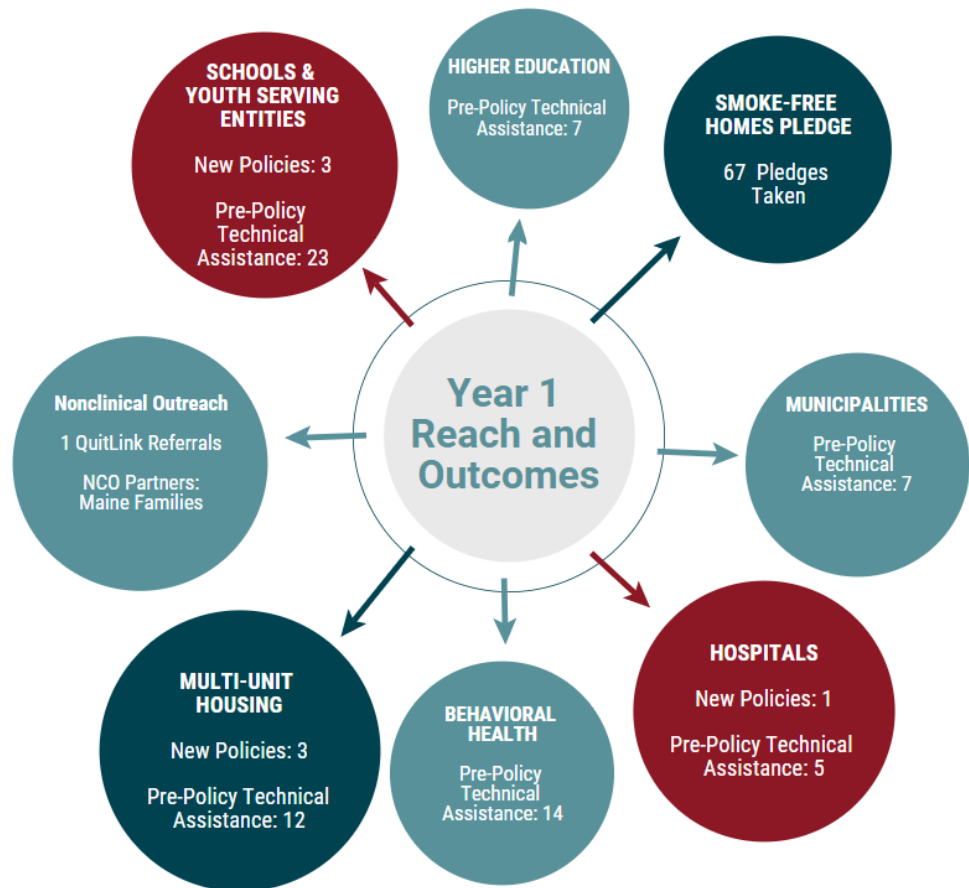 SCHOOLS &
YOUTH SERVING
ENTITIES
New Policies: 3
Pre-Policy
Technical
Assistance: 23
HIGHER EDUCATION
Pre-Policy Technical
Assistance: 7
SMOKE-FREE
HOMES PLEDGE
67 Pledges
Taken
Nonclinical Outreach
1 QuitLink Referrals
NCO Partners:
Maine Families
Year 1
Reach and
Outcomes
MUNICIPALITIES
Pre-Policy
Technical
Assistance: 7
MULTI-UNIT
HOUSING
New Policies: 3
Pre-Policy Technical
Assistance: 12
BEHAVIORAL
HEALTH
Pre-Policy
Technical
Assistance: 14
HOSPITALS
New Policies: 1
Pre-Policy Technical
Assistance: 5